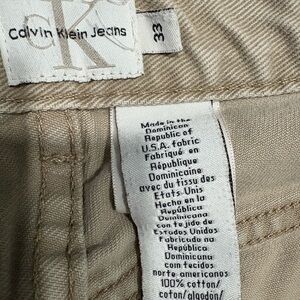 CK
Calvin Klein Jeans
33
Made in the
Dominican
Republic of
U.S.A. fabric
Fabriqué en
République
Dominicaine
avec du tissu des
Etats Unis
Hecho en la
República
Dominicana
con tejido de
Estados Unidos
Fabricado na
República
Dominicana
com tecidos
norte americanos
100% cotton/
coton/algodón/